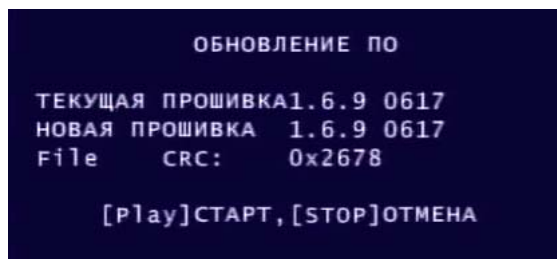 ОБНОВЛЕНИЕ ПО
ТЕКУЩАЯ ПРОШИВКА1.6.9 0617
НОВАЯ ПРОШИВКА 1.6.9 0617
File CRC: 0x2678
[Play]СТАРТ,[STOP]ОТМЕНА